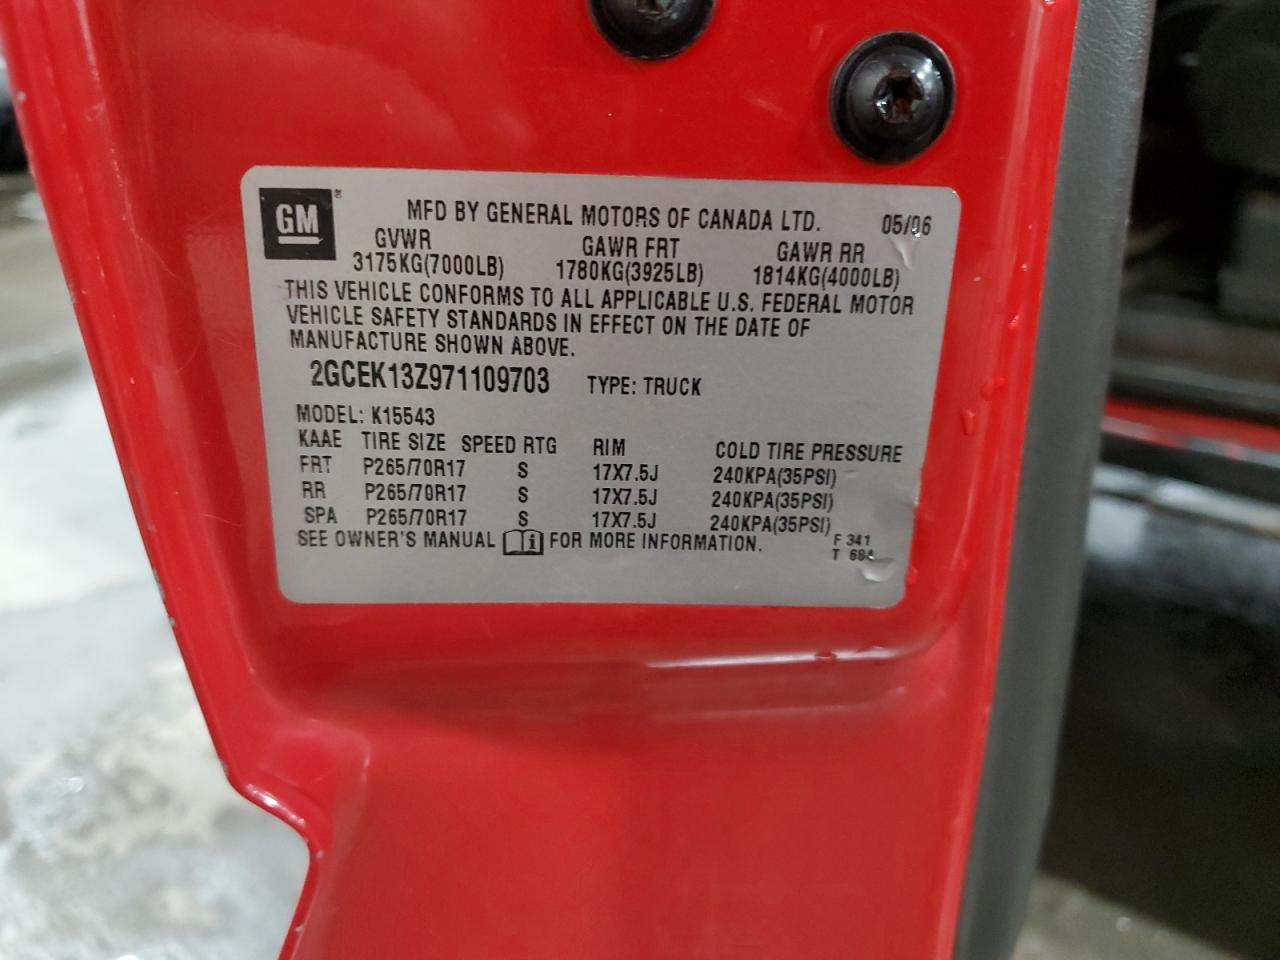 GM ®
MFD BY GENERAL MOTORS OF CANADA LTD. 05/06
GVWR GAWR FRT GAWR RR
3175KG(7000LB) 1780KG(3925LB) 1814KG(4000LB)
THIS VEHICLE CONFORMS TO ALL APPLICABLE U.S. FEDERAL MOTOR
VEHICLE SAFETY STANDARDS IN EFFECT ON THE DATE OF
MANUFACTURE SHOWN ABOVE.
2GCEK13Z971109703 TYPE: TRUCK
MODEL: K15543
KAAE TIRE SIZE SPEED RTG RIM COLD TIRE PRESSURE
FRT P265/70R17 S 17X7.5J 240KPA(35PSI)
RR P265/70R17 S 17X7.5J 240KPA(35PSI)
SPA P265/70R17 S 17X7.5J 240KPA(35PSI)
SEE OWNER'S MANUAL i FOR MORE INFORMATION.
F 341
T 684